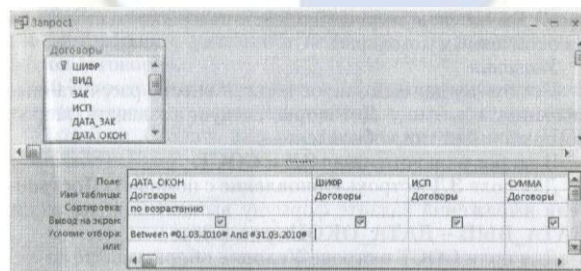 Запрос1
Договоры
ШИФР
ВИД
ЗАК
ИСП
ДАТА_ЗАК
ДАТА_ОКОН
Поле: ДАТА_ОКОН ШИФР ИСП СУММА
Имя таблицы: Договоры Договоры Договоры Договоры
Сортировка: по возрастанию
Вывод на экран:
Условие отбора: Between #01.03.2010# And #31.03.2010#
или: